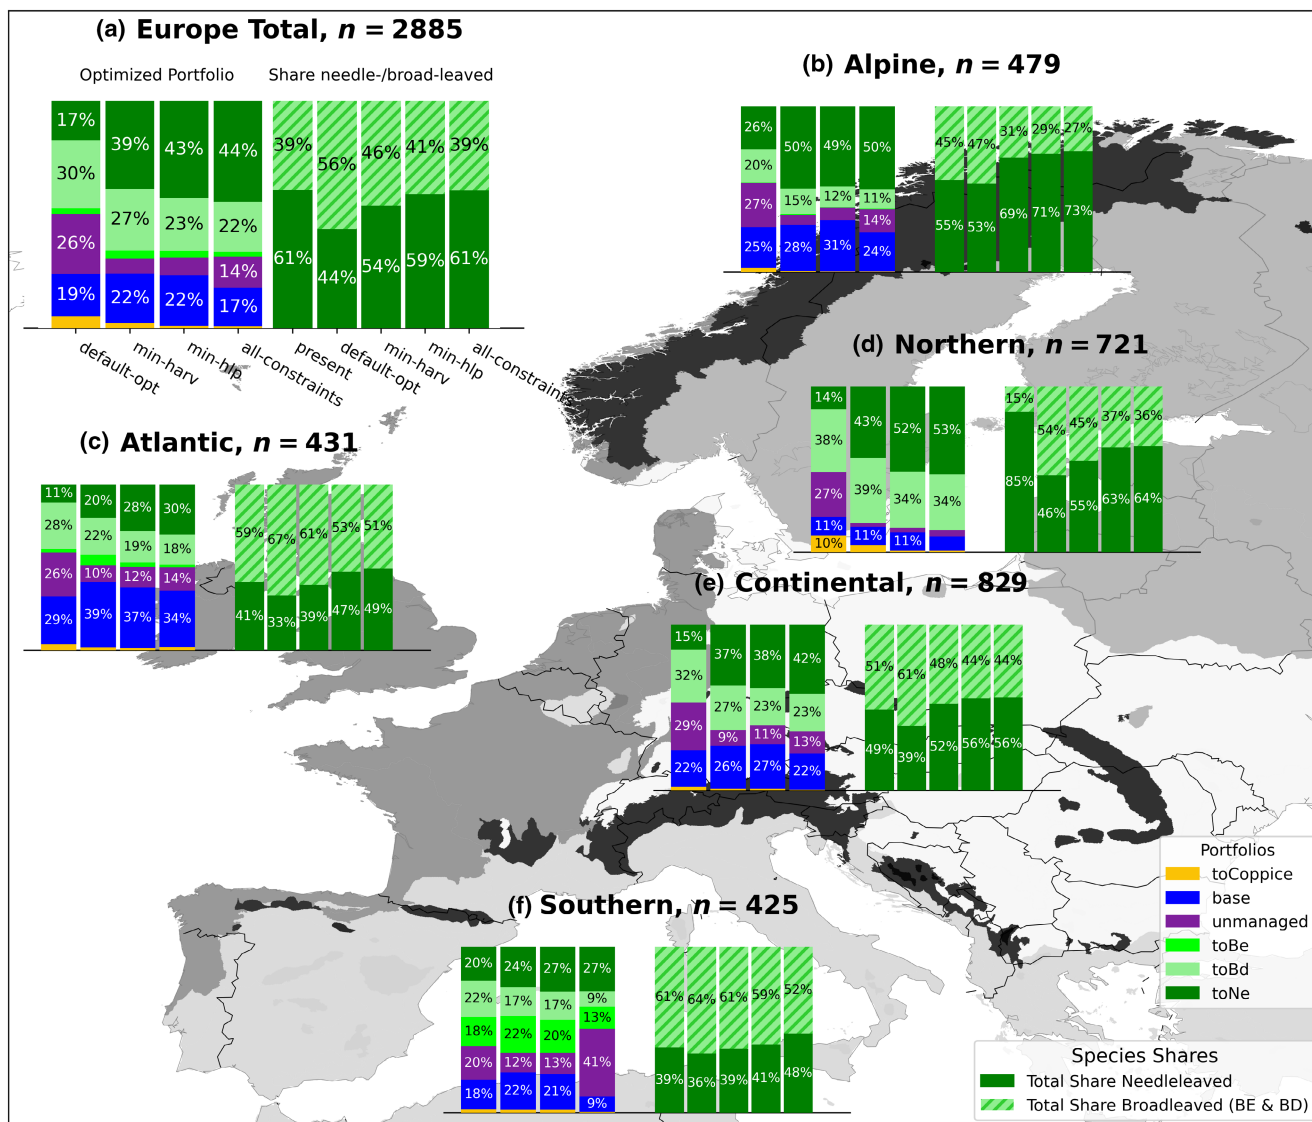 (a) Europe Total, n = 2885
Optimized Portfolio Share needle-/broad-leaved
17% 30% 26% 19%
39% 27% 22%
43% 23% 22%
44% 22% 14% 17%
39% 61%
56% 44%
46% 54%
41% 59%
39% 61%
default-opt
min-harv
min-hlp
all-constraints
present
default-opt
min-harv
min-hlp
all-constraints
(b) Alpine, n = 479
26% 20% 27% 25%
50% 15% 28%
49% 12% 31%
50% 11% 14% 24%
45% 55%
47% 53%
31% 69%
29% 71%
27% 73%
(c) Atlantic, n = 431
11% 28% 26% 29%
20% 22% 10% 39%
28% 19% 12% 37%
30% 18% 14% 34%
59% 41%
67% 33%
61% 39%
53% 47%
51% 49%
(d) Northern, n = 721
14% 38% 27% 11% 10%
43% 39% 11%
52% 34% 11%
53% 34%
15% 85%
54% 46%
45% 55%
37% 63%
36% 64%
(e) Continental, n = 829
15% 32% 29% 22%
37% 27% 9% 26%
38% 23% 11% 27%
42% 23% 13% 22%
51% 49%
61% 39%
48% 52%
44% 56%
44% 56%
(f) Southern, n = 425
20% 22% 18% 20% 18%
24% 17% 22% 12% 22%
27% 17% 20% 13% 21%
27% 9% 13% 41% 9%
61% 39%
64% 36%
61% 39%
59% 41%
52% 48%
Portfolios
toCoppice
base
unmanaged
toBe
toBd
toNe
Species Shares
Total Share Needleleaved
Total Share Broadleaved (BE & BD)